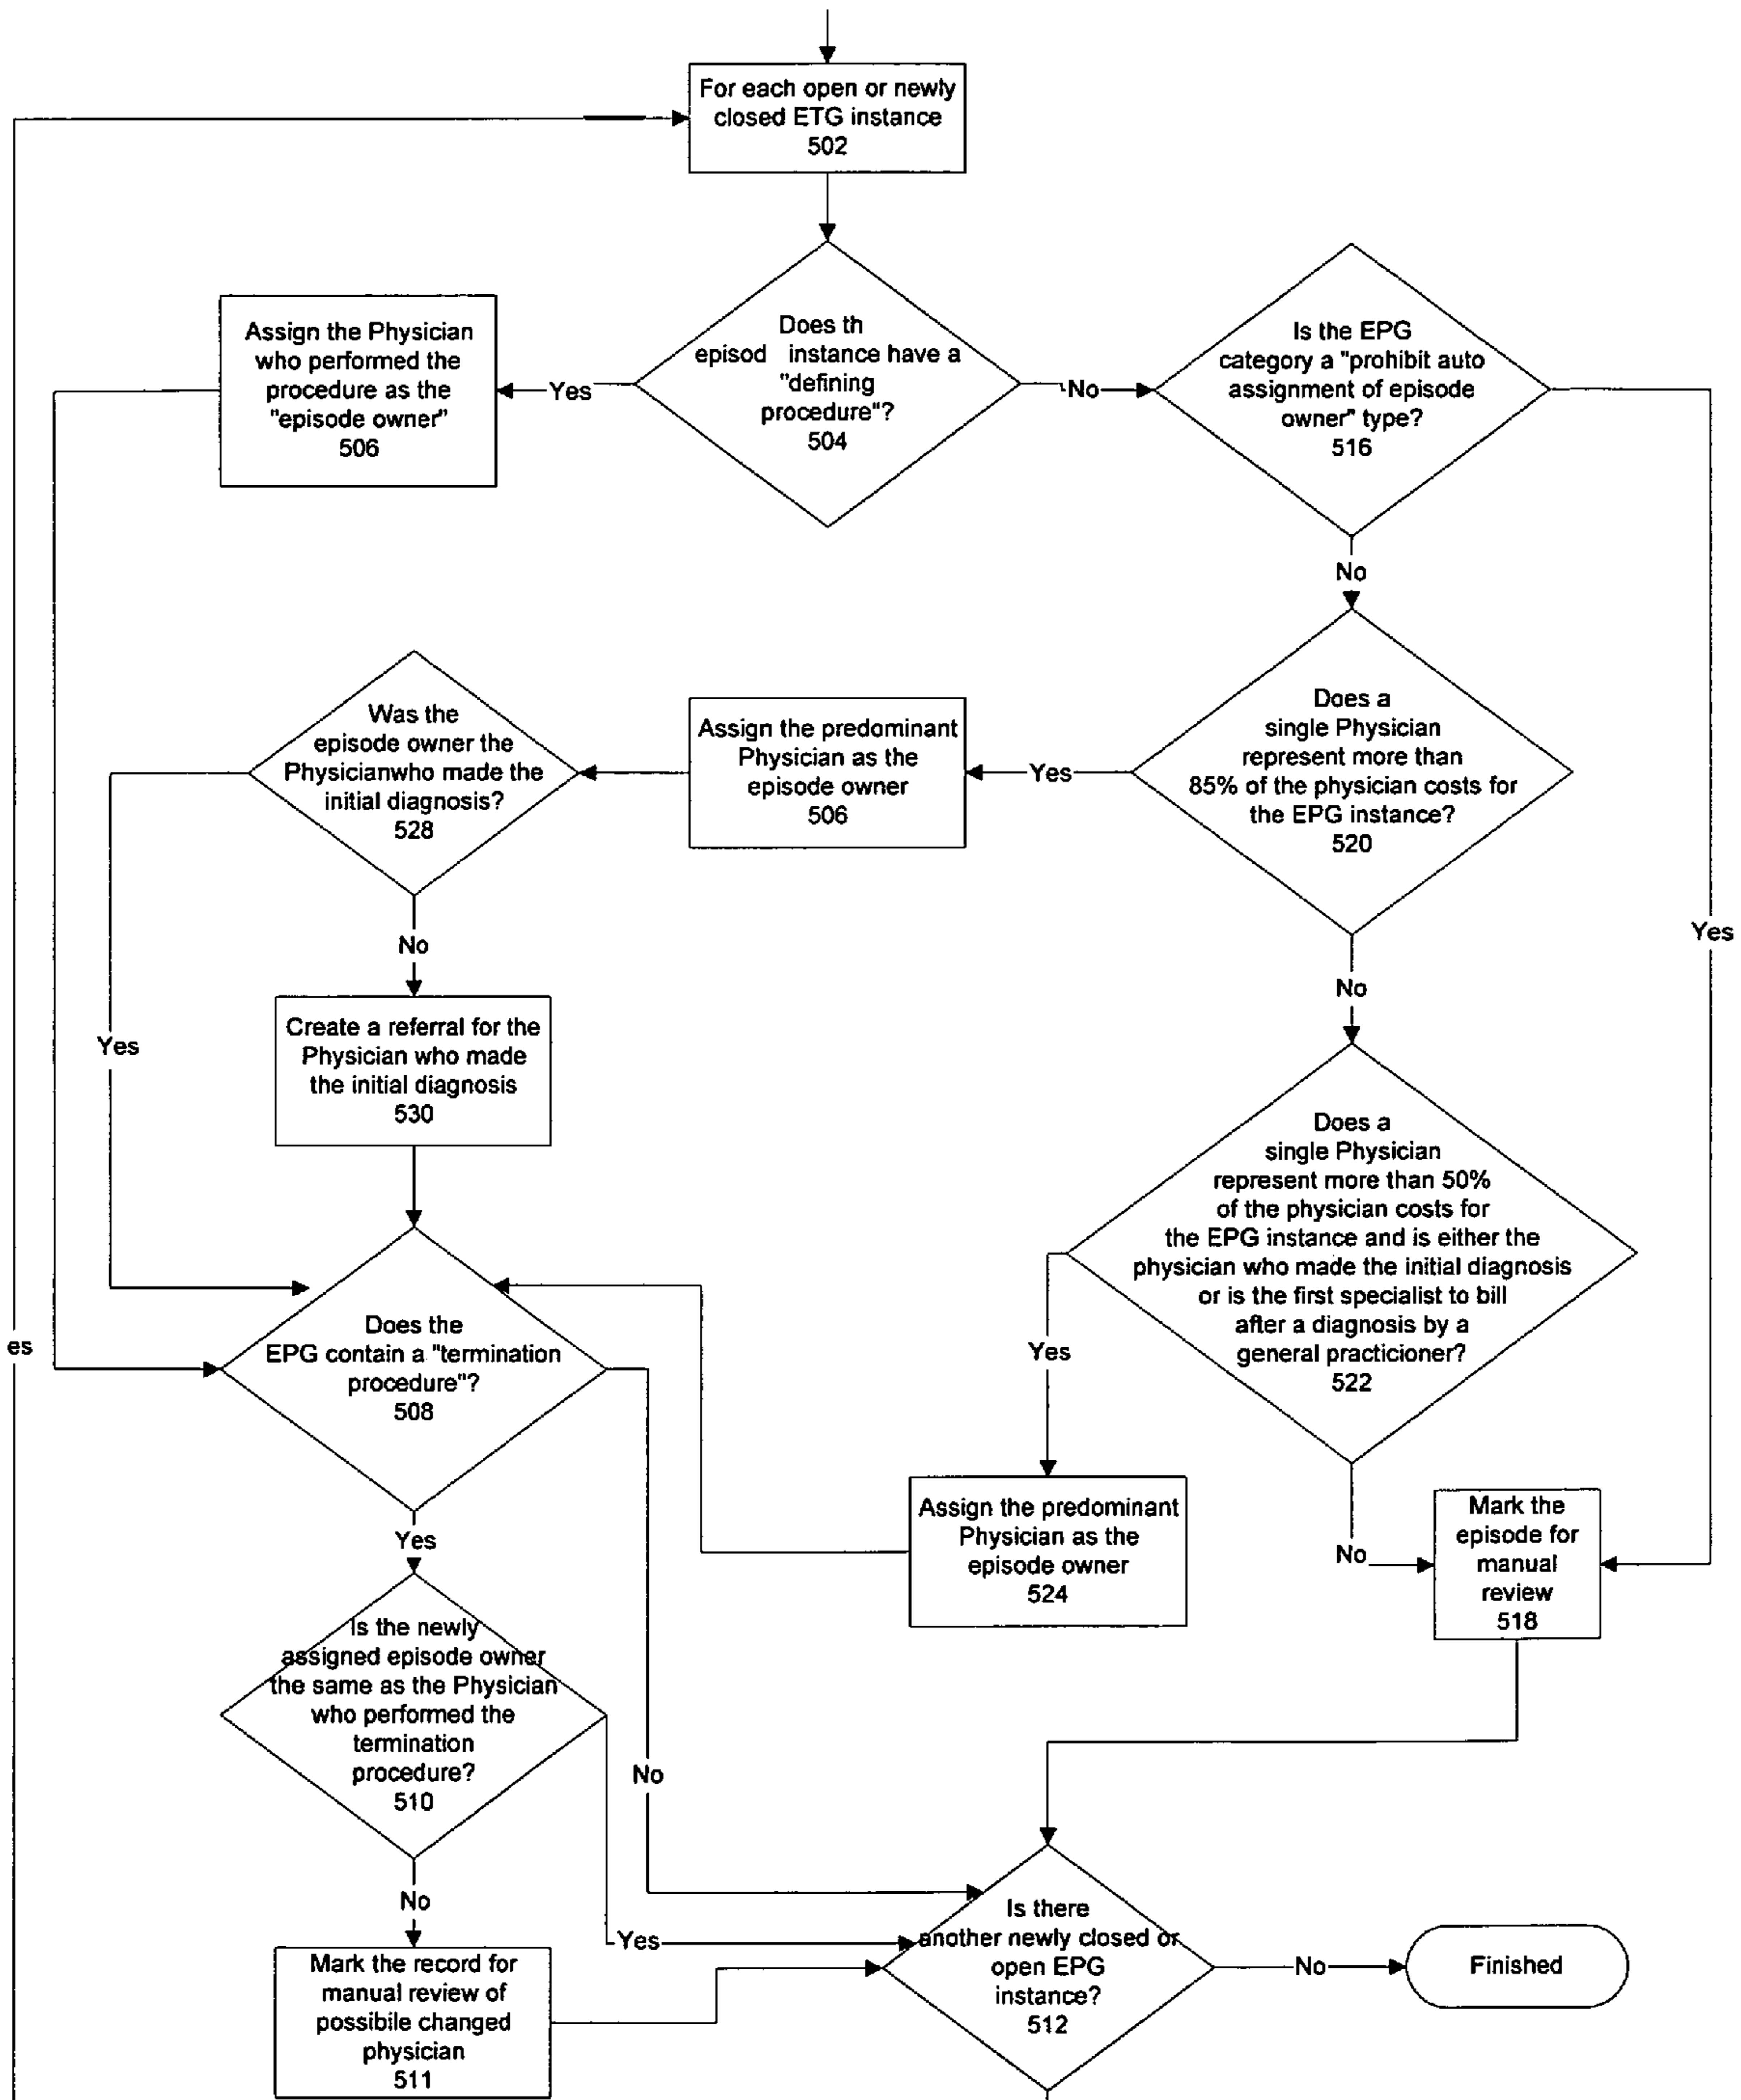 For each open or newly
closed ETG instance
502
Does th
episod instance have a
"defining
procedure"?
504
Yes
No
Assign the Physician
who performed the
procedure as the
"episode owner"
506
Is the EPG
category a "prohibit auto
assignment of episode
owner" type?
516
No
Yes
Does a
single Physician
represent more than
85% of the physician costs for
the EPG instance?
520
Yes
No
Assign the predominant
Physician as the
episode owner
506
Was the
episode owner the
Physicianwho made the
initial diagnosis?
528
No
Yes
Create a referral for the
Physician who made
the initial diagnosis
530
Does a
single Physician
represent more than 50%
of the physician costs for
the EPG instance and is either the
physician who made the initial diagnosis
or is the first specialist to bill
after a diagnosis by a
general practicioner?
522
Yes
No
Assign the predominant
Physician as the
episode owner
524
Mark the
episode for
manual
review
518
Does the
EPG contain a "termination
procedure"?
508
Yes
No
Is the newly
assigned episode owner
the same as the Physician
who performed the
termination
procedure?
510
No
Yes
Mark the record for
manual review of
possibile changed
physician
511
Is there
another newly closed or
open EPG
instance?
512
No
Finished
es